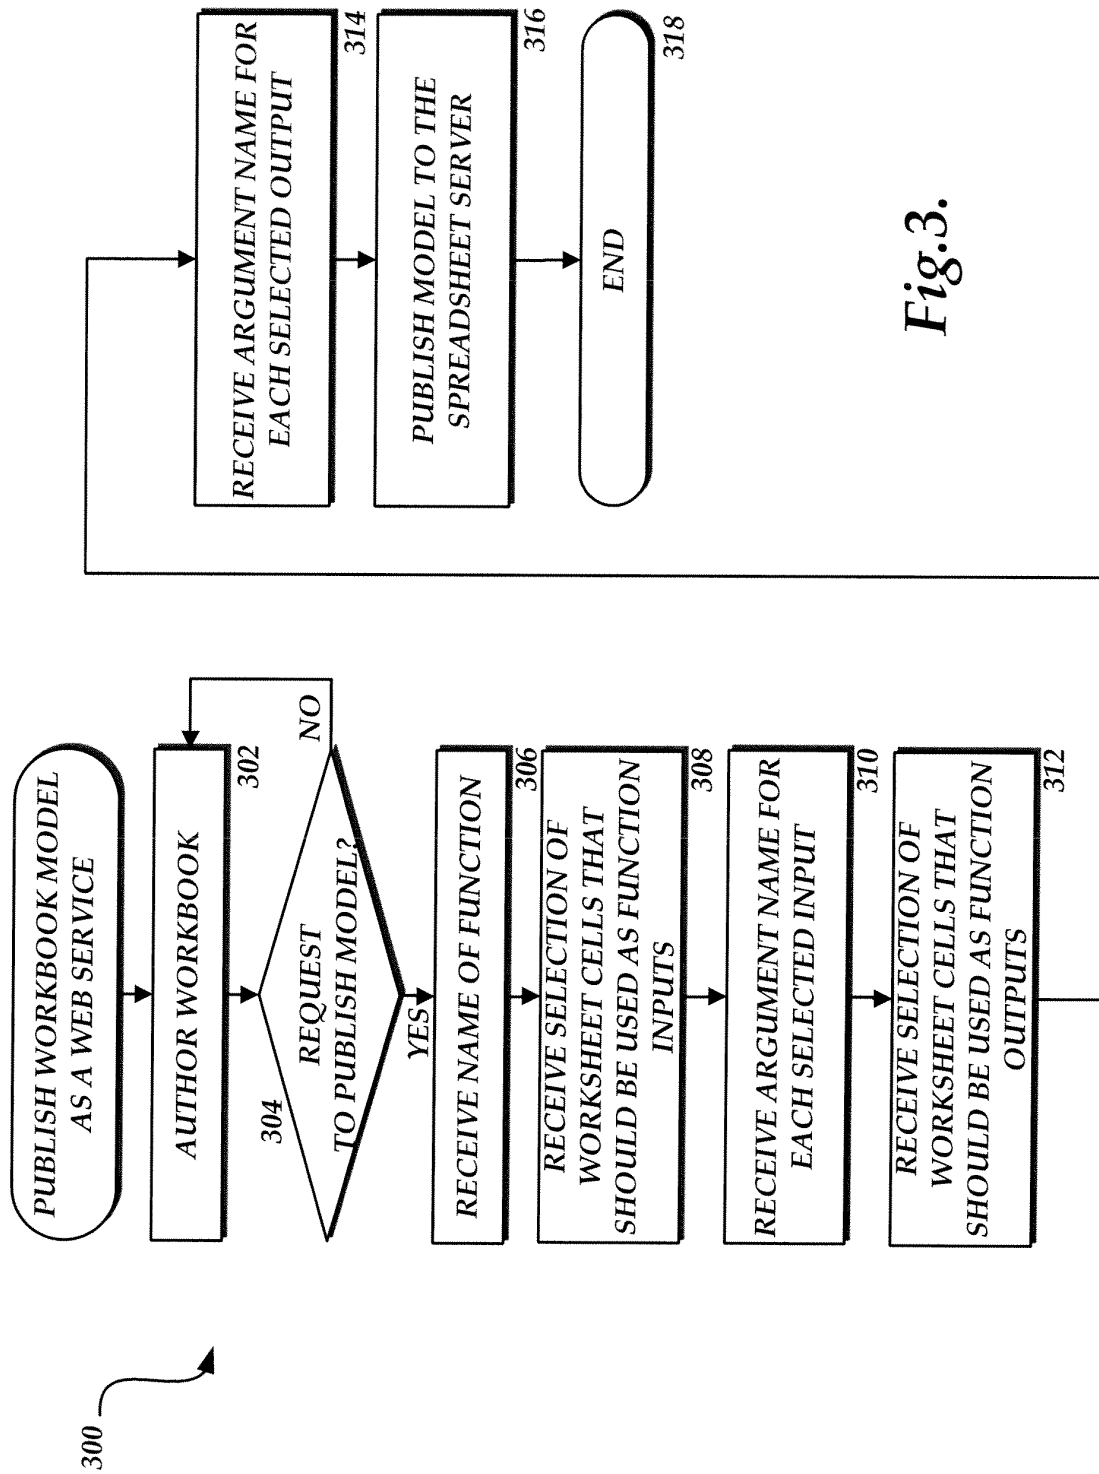 300
PUBLISH WORKBOOK MODEL
AS A WEB SERVICE
AUTHOR WORKBOOK
302
304
REQUEST
TO PUBLISH MODEL?
NO
YES
RECEIVE NAME OF FUNCTION
306
RECEIVE SELECTION OF
WORKSHEET CELLS THAT
SHOULD BE USED AS FUNCTION
INPUTS
308
RECEIVE ARGUMENT NAME FOR
EACH SELECTED INPUT
310
RECEIVE SELECTION OF
WORKSHEET CELLS THAT
SHOULD BE USED AS FUNCTION
OUTPUTS
312
RECEIVE ARGUMENT NAME FOR
EACH SELECTED OUTPUT
314
PUBLISH MODEL TO THE
SPREADSHEET SERVER
316
END
318
Fig.3.